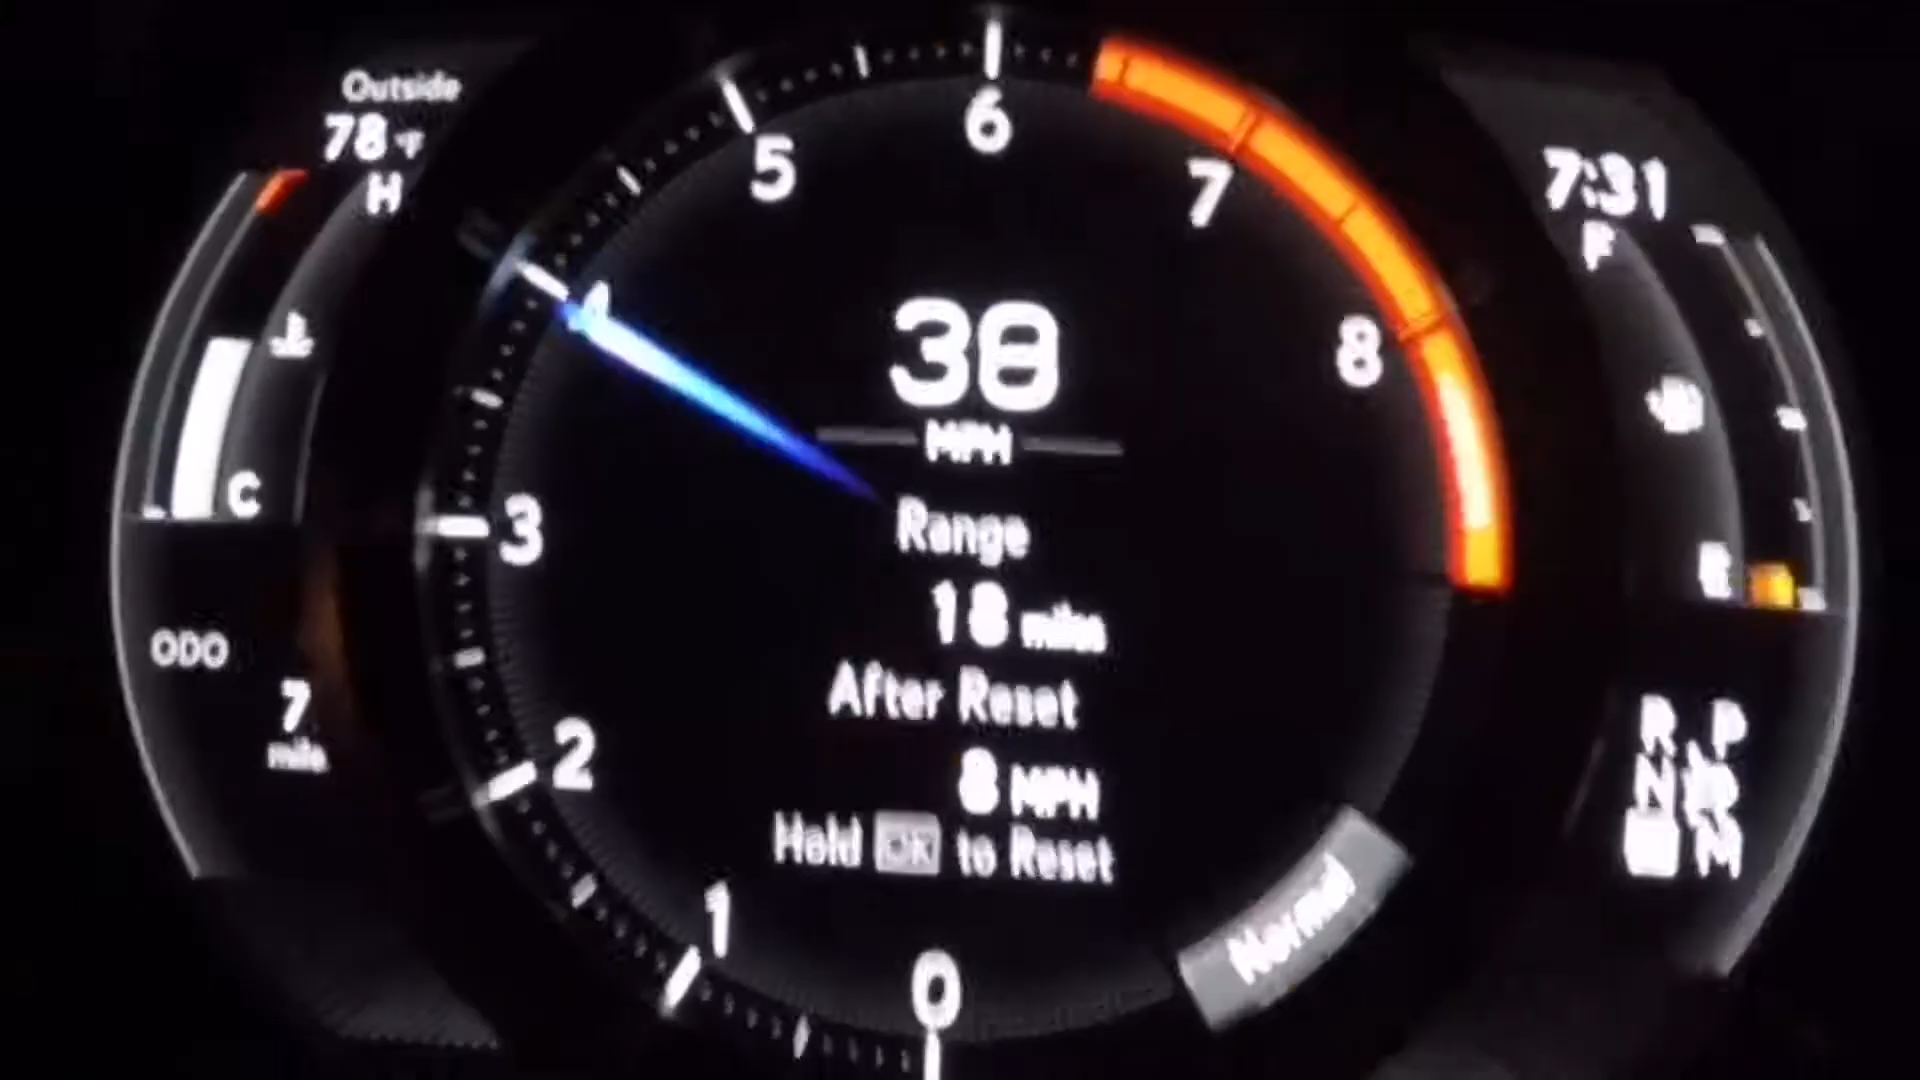 Outside
78 °F
H
C
ODO
7
mile
0
1
2
3
4
5
6
7
8
MPH
Range
18 miles
After Reset
8 MPH
Hold OK to Reset
Normal
7:31
F
E
R P
N
M